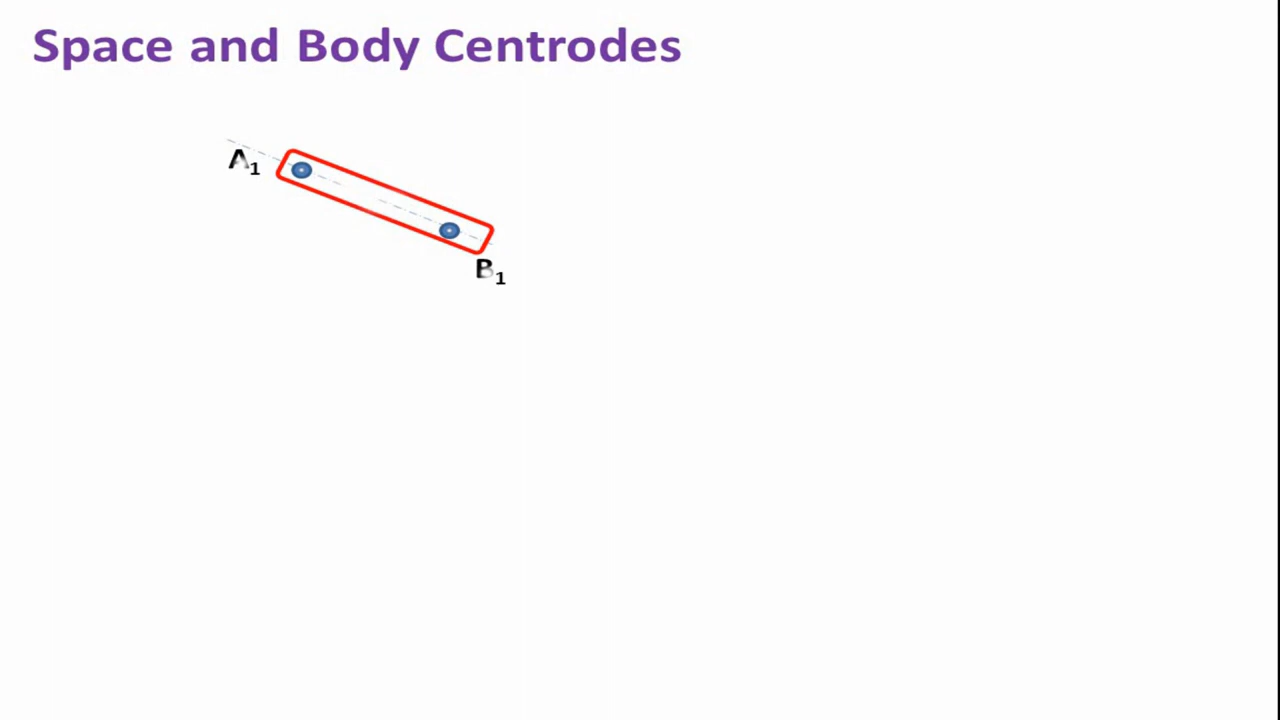 Space and Body Centrodes
A₁
B₁